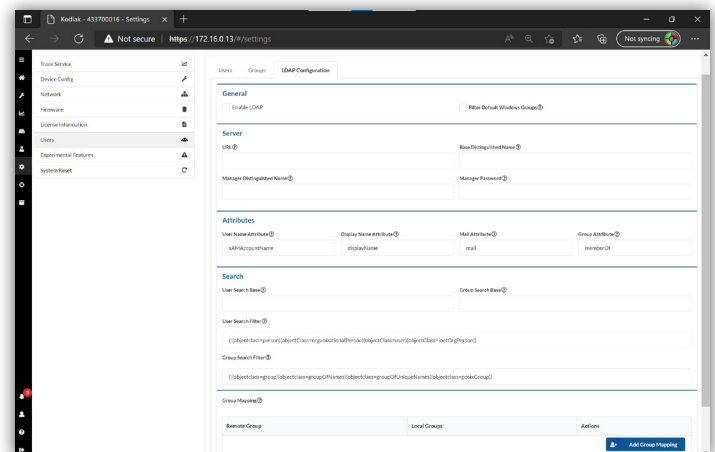 Kodiak - 433700016 - Settings
Not secure https://172.16.0.13/#/settings
Not syncing
Trace Service
Device Config
Network
Firmware
License Information
Users
Experimental Features
System Reset
3
Users Groups LDAP Configuration
General
Enable LDAP Filter Default Windows Groups
Server
URL Base Distinguished Name
Manager Distinguished Name Manager Password
Attributes
User Name Attribute Display Name Attribute Mail Attribute Group Attribute
sAMAccountName displayName mail memberOf
Search
User Search Base Group Search Base
User Search Filter
(|(objectclass=person)(objectClass=organizationalPerson)(objectClass=user)(objectClass=inetOrgPerson))
Group Search Filter
(|(objectclass=group)(objectclass=groupOfNames)(objectclass=groupOfUniqueNames)(objectclass=posixGroup))
Group Mapping
Remote Group Local Groups Actions
Add Group Mapping